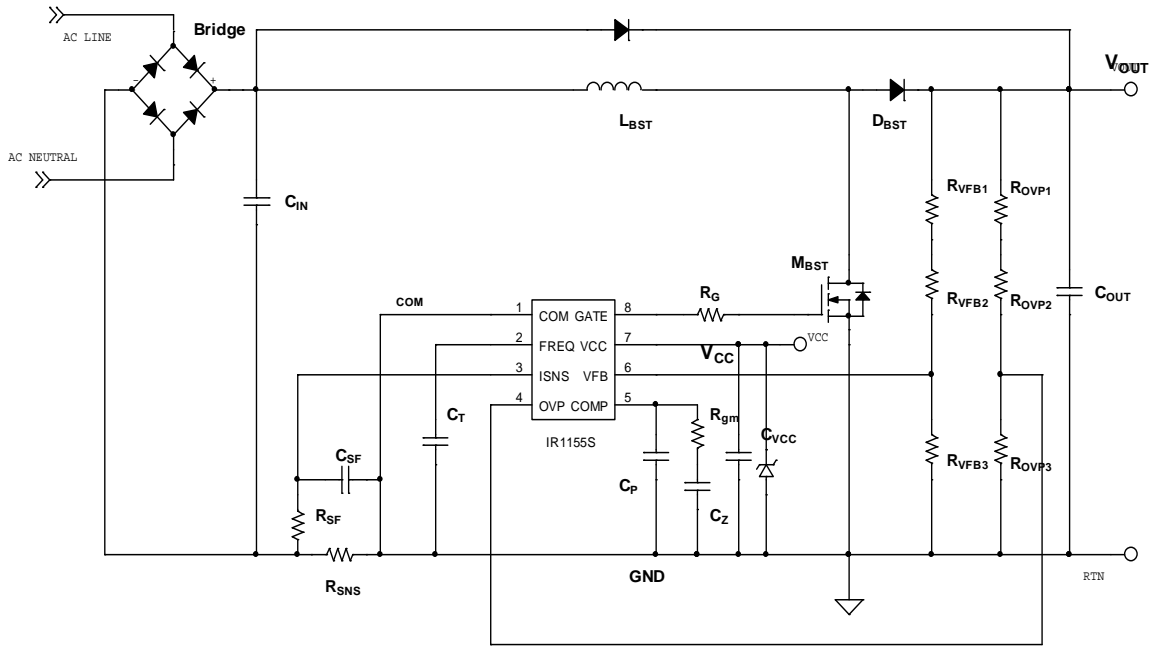 AC LINE
Bridge
VOUT
LBST
DBST
AC NEUTRAL
- +
CIN
RVFB1
ROVP1
MBST
RG
RVFB2
ROVP2
COUT
COM
1
COM GATE
8
2
FREQ VCC
7
VCC
VCC
3
ISNS VFB
6
4
OVP COMP
5
IR1155S
CT
Rgm
CVCC
CSF
CP
CZ
RVFB3
ROVP3
RSF
RSNS
GND
RTN